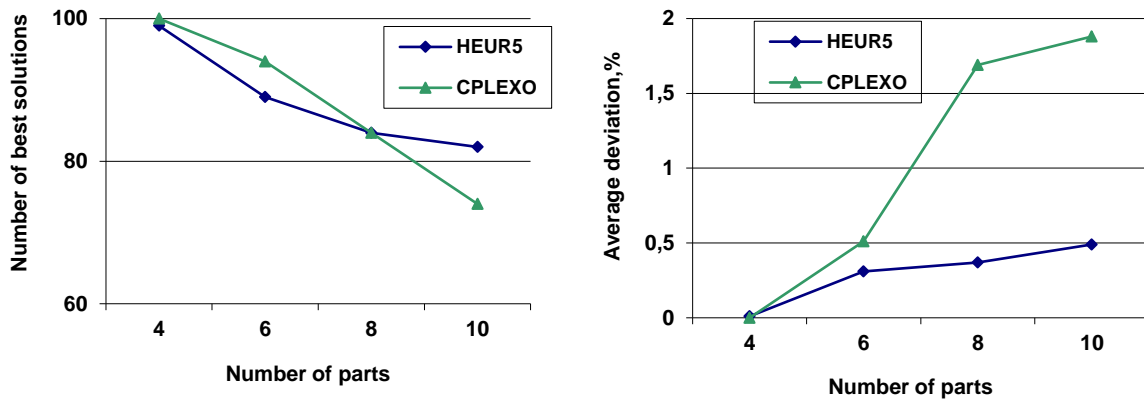 Number of best solutions
100
80
60
HEUR5
CPLEXO
4 6 8 10
Number of parts
Average deviation,%
2
1,5
1
0,5
0
HEUR5
CPLEXO
4 6 8 10
Number of parts